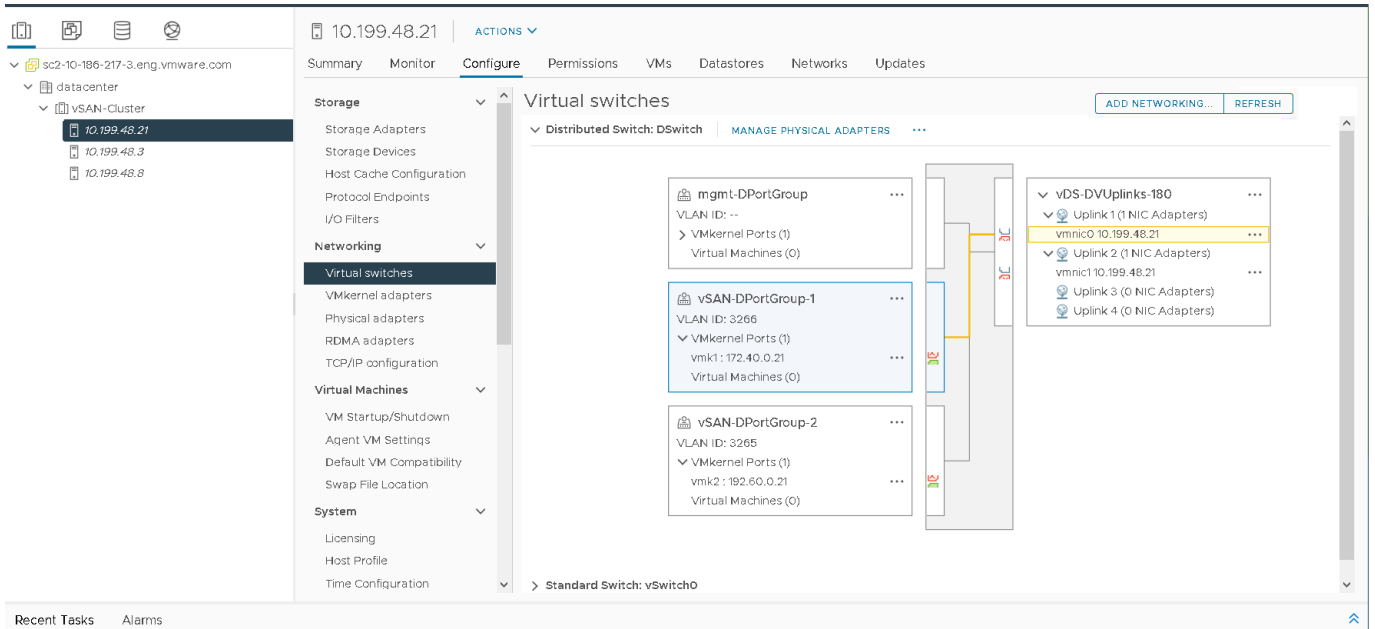 10.199.48.21 ACTIONS
sc2-10-186-217-3.eng.vmware.com
datacenter
vSAN-Cluster
10.199.48.21
10.199.48.3
10.199.48.8
Summary Monitor Configure Permissions VMs Datastores Networks Updates
Storage
Storage Adapters
Storage Devices
Host Cache Configuration
Protocol Endpoints
I/O Filters
Networking
Virtual switches
VMkernel adapters
Physical adapters
RDMA adapters
TCP/IP configuration
Virtual Machines
VM Startup/Shutdown
Agent VM Settings
Default VM Compatibility
Swap File Location
System
Licensing
Host Profile
Time Configuration
Virtual switches
ADD NETWORKING... REFRESH
Distributed Switch: DSwitch MANAGE PHYSICAL ADAPTERS ...
mgmt-DPortGroup ...
VLAN ID: --
VMkernel Ports (1)
Virtual Machines (0)
vSAN-DPortGroup-1 ...
VLAN ID: 3266
VMkernel Ports (1)
vmk1 : 172.40.0.21 ...
Virtual Machines (0)
vSAN-DPortGroup-2 ...
VLAN ID: 3265
VMkernel Ports (1)
vmk2 : 192.60.0.21 ...
Virtual Machines (0)
vDS-DVUplinks-180 ...
Uplink 1 (1 NIC Adapters)
vmnic0 10.199.48.21 ...
Uplink 2 (1 NIC Adapters)
vmnic1 10.199.48.21 ...
Uplink 3 (0 NIC Adapters)
Uplink 4 (0 NIC Adapters)
Standard Switch: vSwitch0
Recent Tasks Alarms